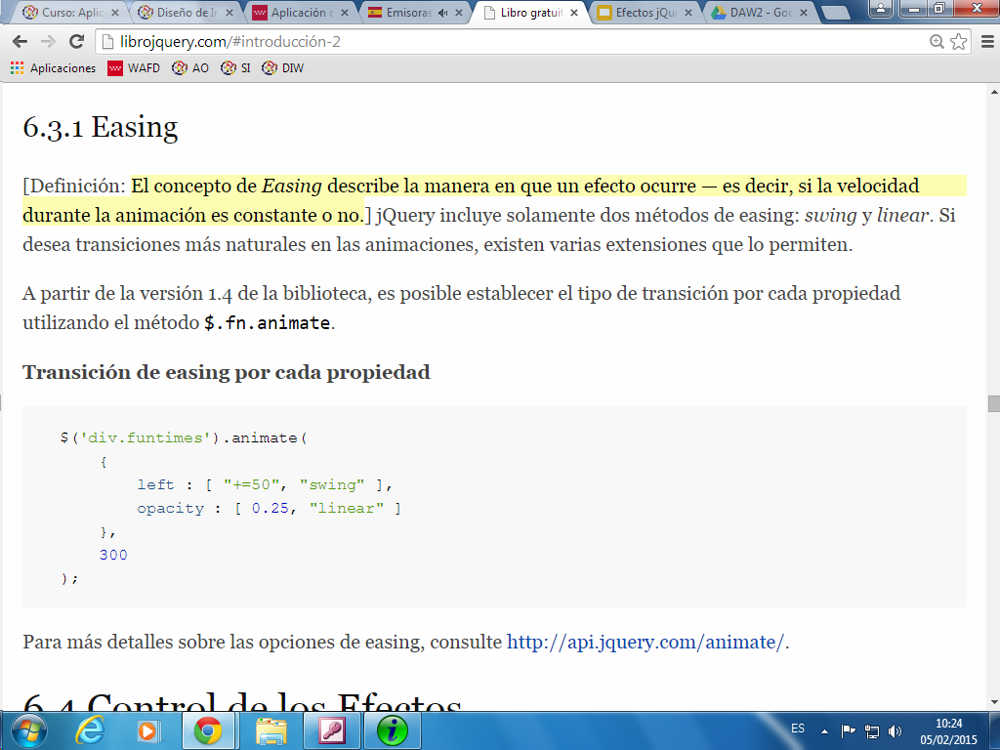 Curso: Aplic
Diseño de In
Aplicación d
Emisoras
Libro gratuit
Efectos jQu
DAW2 - Goo
librojquery.com/#introducción-2
Aplicaciones WAFD AO SI DIW
6.3.1 Easing
[Definición: El concepto de Easing describe la manera en que un efecto ocurre — es decir, si la velocidad
durante la animación es constante o no.] jQuery incluye solamente dos métodos de easing: swing y linear. Si
desea transiciones más naturales en las animaciones, existen varias extensiones que lo permiten.
A partir de la versión 1.4 de la biblioteca, es posible establecer el tipo de transición por cada propiedad
utilizando el método $.fn.animate.
Transición de easing por cada propiedad
$('div.funtimes').animate(
{
left : [ "+=50", "swing" ],
opacity : [ 0.25, "linear" ]
},
300
);
Para más detalles sobre las opciones de easing, consulte http://api.jquery.com/animate/.
6.4 Control de los Efectos
ES
10:24
05/02/2015